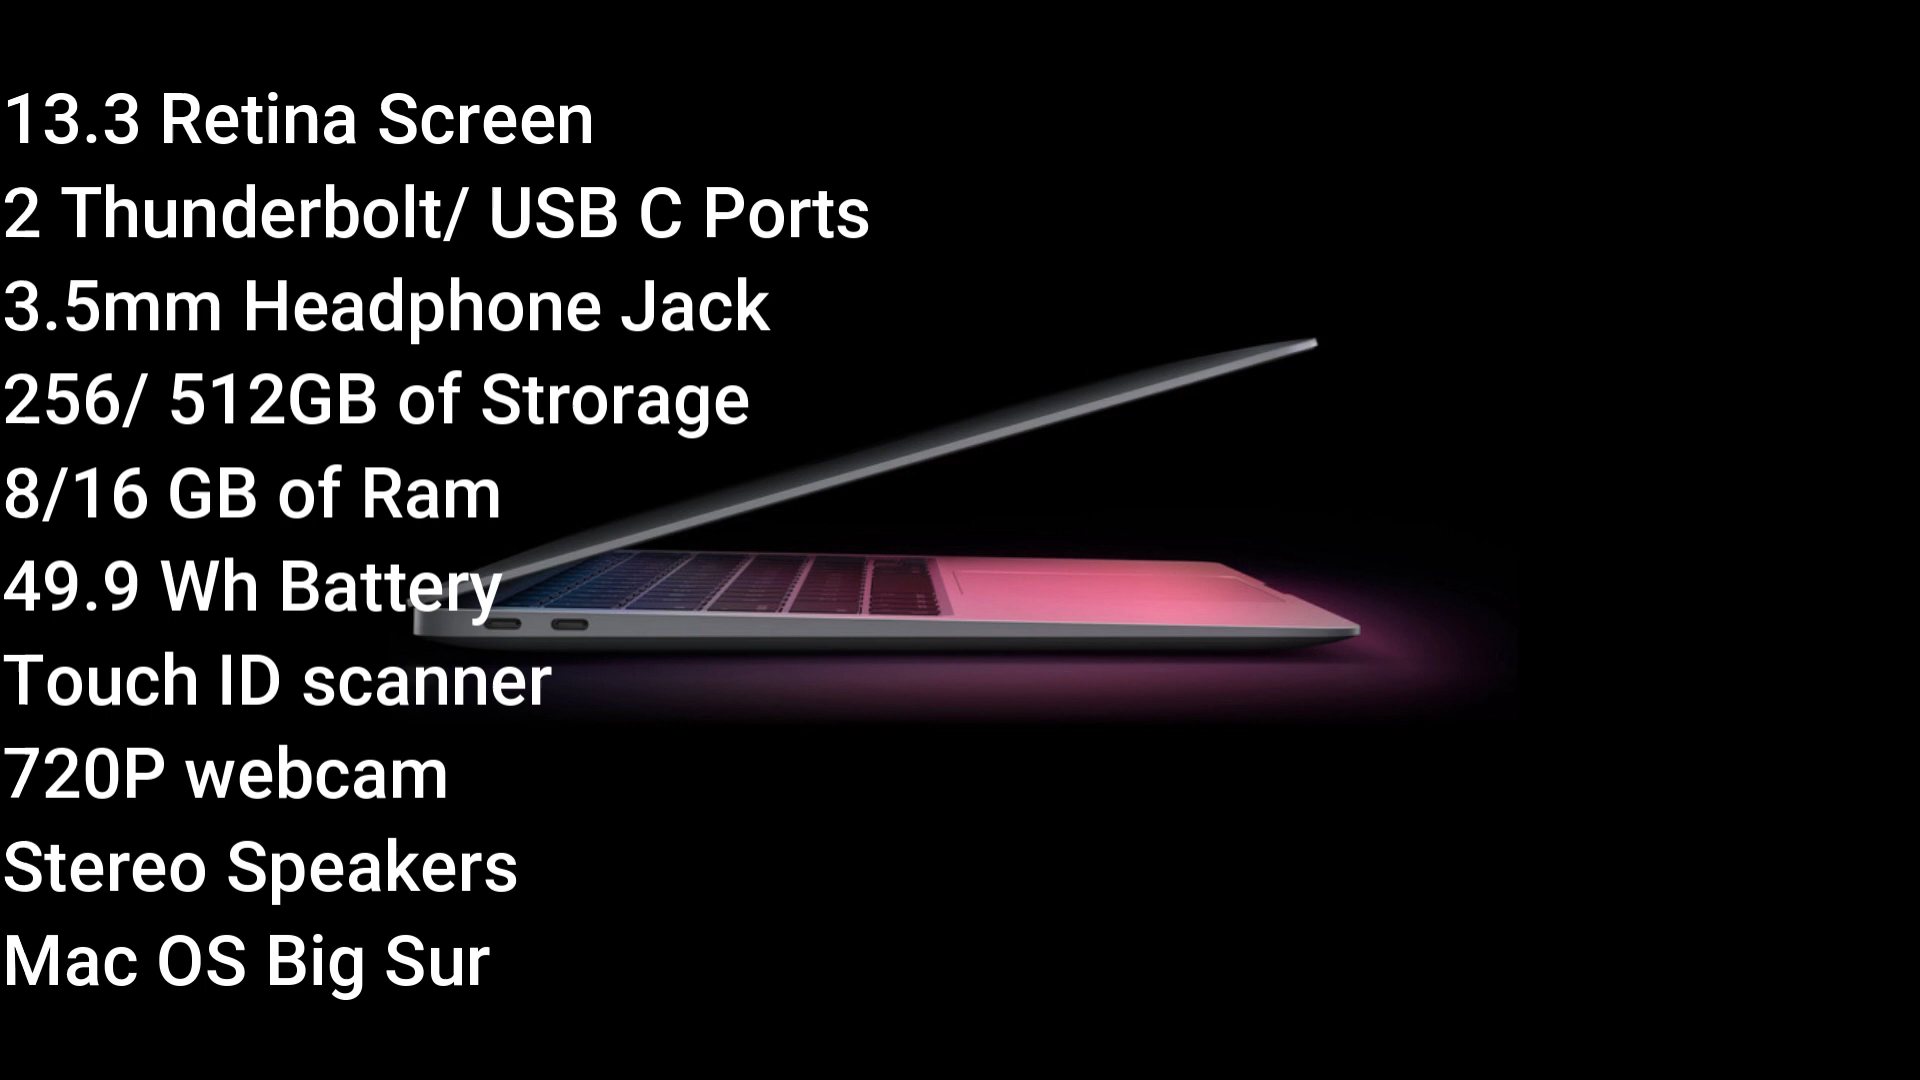 13.3 Retina Screen
2 Thunderbolt/ USB C Ports
3.5mm Headphone Jack
256/ 512GB of Strorage
8/16 GB of Ram
49.9 Wh Battery
Touch ID scanner
720P webcam
Stereo Speakers
Mac OS Big Sur